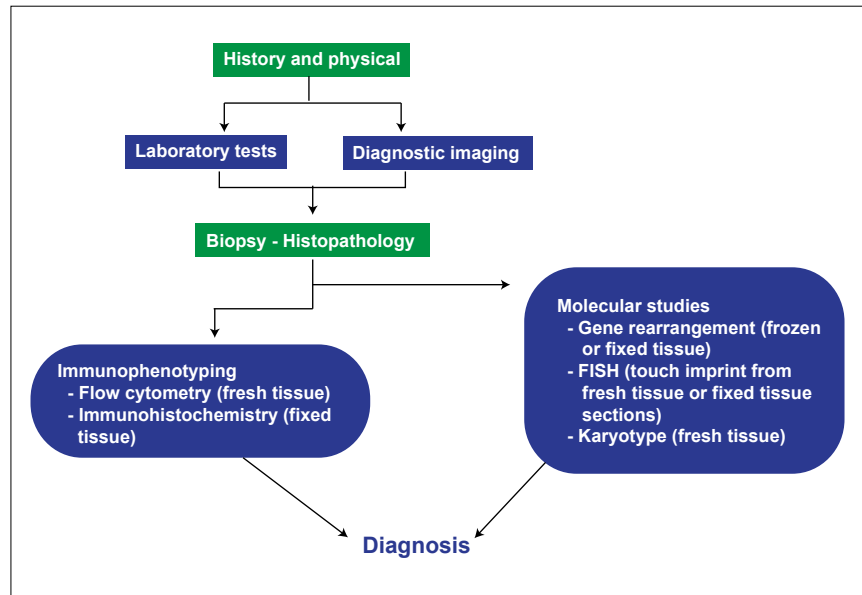 History and physical
Laboratory tests
Diagnostic imaging
Biopsy - Histopathology
Immunophenotyping
- Flow cytometry (fresh tissue)
- Immunohistochemistry (fixed
tissue)
Molecular studies
- Gene rearrangement (frozen
or fixed tissue)
- FISH (touch imprint from
fresh tissue or fixed tissue
sections)
- Karyotype (fresh tissue)
Diagnosis